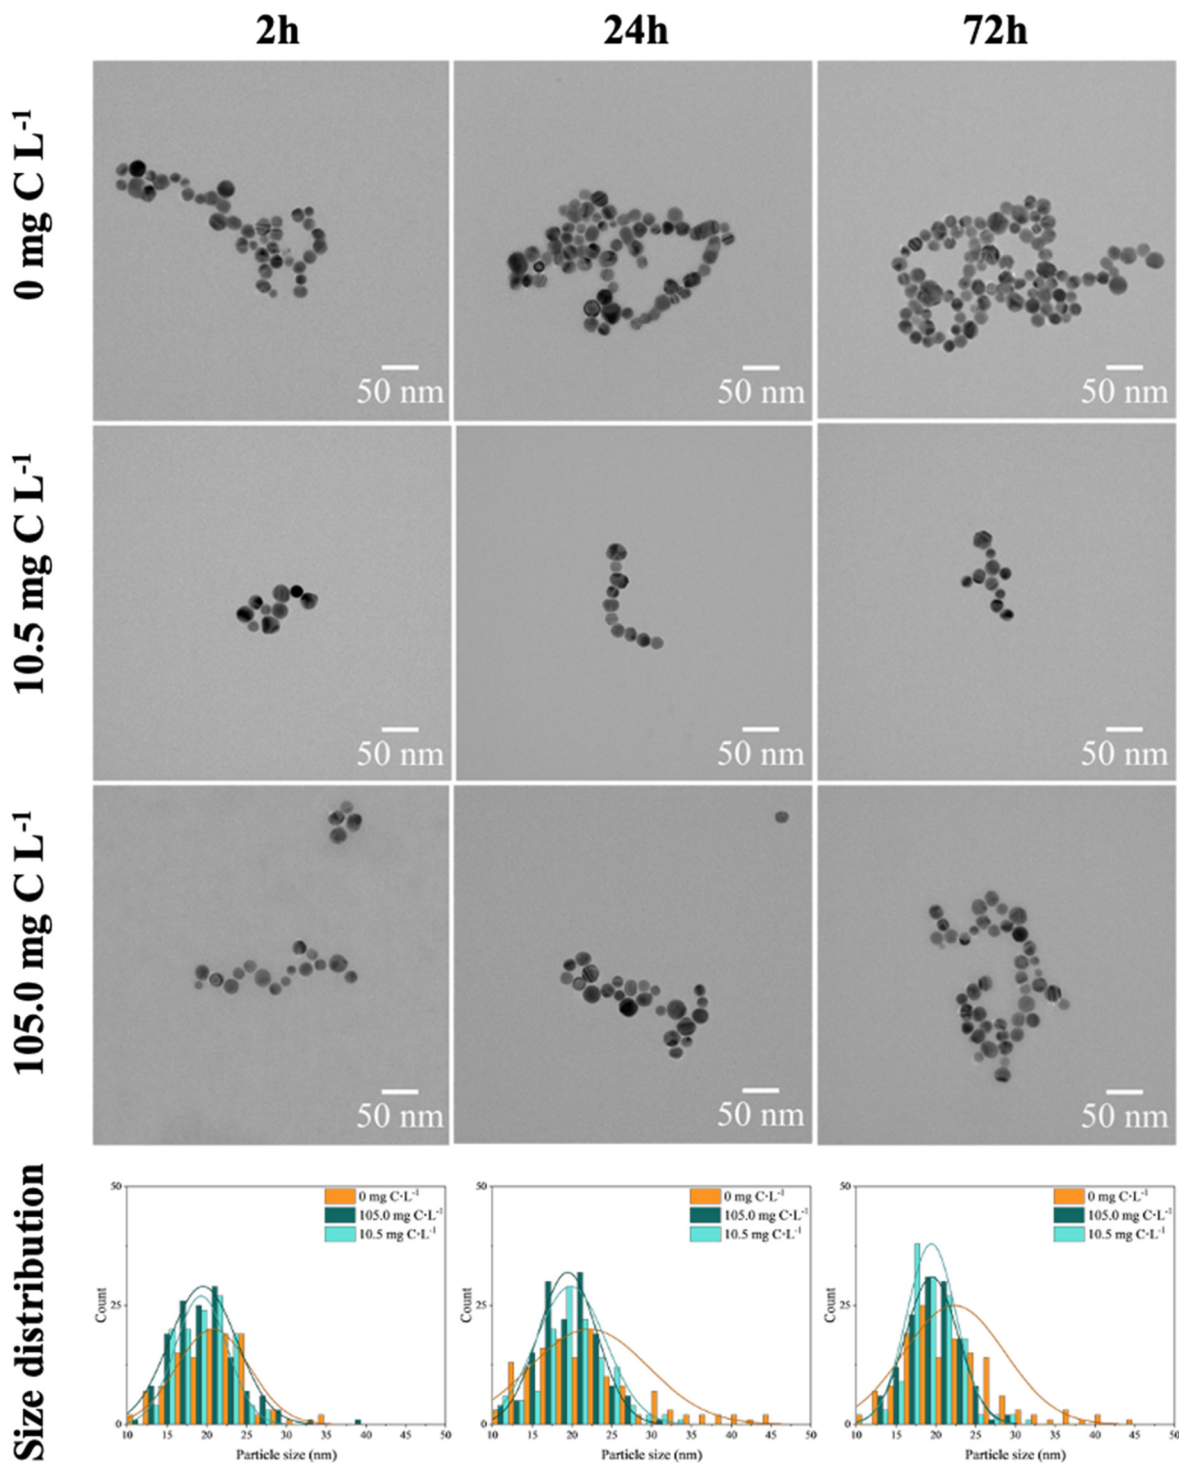 2h 24h 72h
0 mg C L⁻¹
50 nm 50 nm 50 nm
10.5 mg C L⁻¹
50 nm 50 nm 50 nm
105.0 mg C L⁻¹
50 nm 50 nm 50 nm
Size distribution
50
25
0
Count
0 mg C·L⁻¹
105.0 mg C·L⁻¹
10.5 mg C·L⁻¹
10 15 20 25 30 35 40 45 50
Particle size (nm)
50
25
0
Count
0 mg C·L⁻¹
105.0 mg C·L⁻¹
10.5 mg C·L⁻¹
10 15 20 25 30 35 40 45 50
Particle size (nm)
50
25
0
Count
0 mg C·L⁻¹
105.0 mg C·L⁻¹
10.5 mg C·L⁻¹
10 15 20 25 30 35 40 45 50
Particle size (nm)